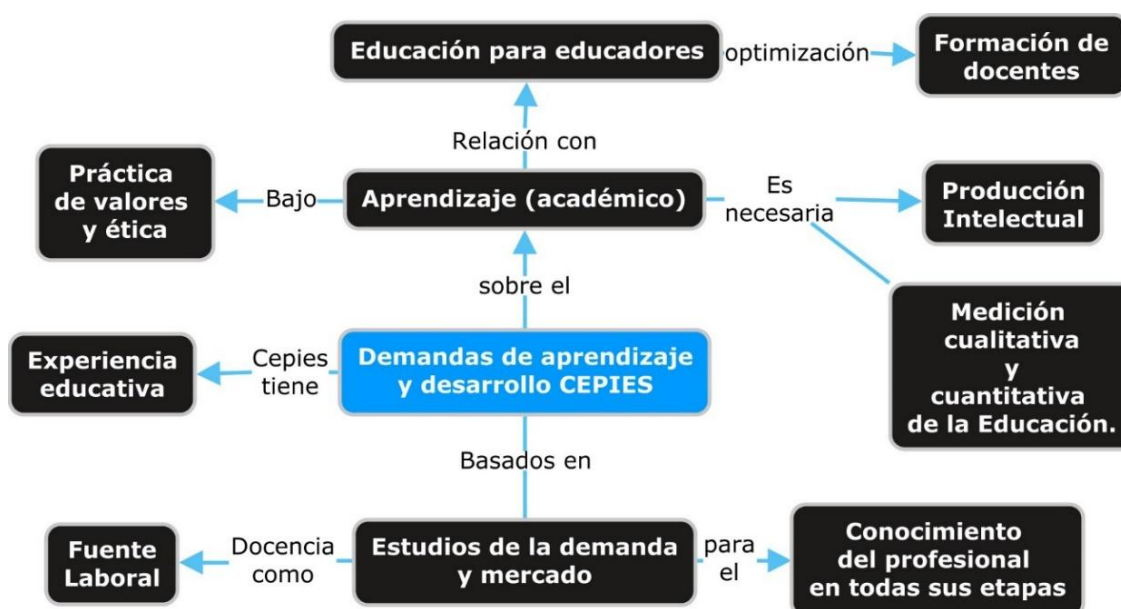 Educación para educadores
optimización
Formación de
docentes
Relación con
Práctica
de valores
y ética
Bajo
Aprendizaje (académico)
Es
necesaria
Producción
Intelectual
sobre el
Medición
cualitativa
y
cuantitativa
de la Educación.
Experiencia
educativa
Cepies
tiene
Demandas de aprendizaje
y desarrollo CEPIES
Basados en
Fuente
Laboral
Docencia
como
Estudios de la demanda
y mercado
para
el
Conocimiento
del profesional
en todas sus etapas